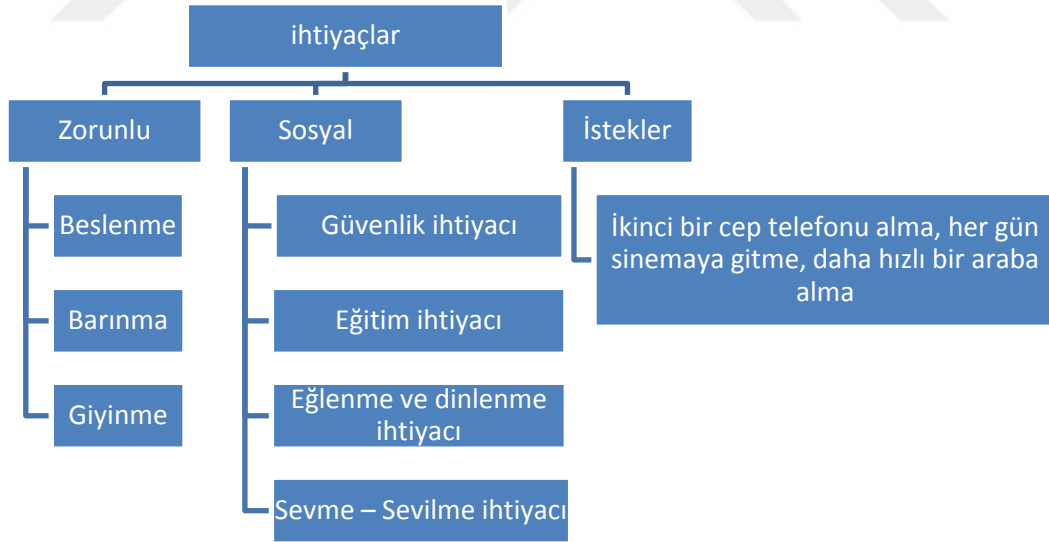 ihtiyaçlar
Zorunlu
Beslenme
Barınma
Giyinme
Sosyal
Güvenlik ihtiyacı
Eğitim ihtiyacı
Eğlenme ve dinlenme
ihtiyacı
Sevme – Sevilme ihtiyacı
İstekler
İkinci bir cep telefonu alma, her gün
sinemaya gitme, daha hızlı bir araba
alma